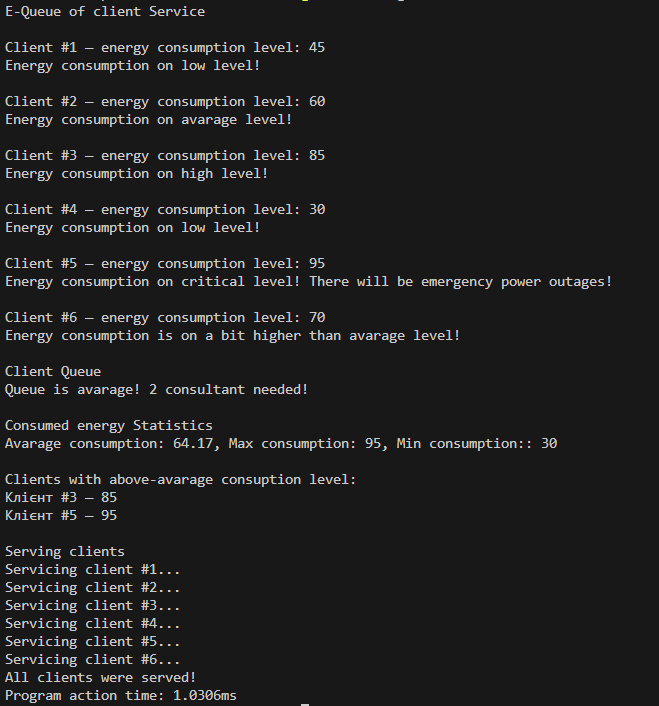 E-Queue of client Service
Client #1 – energy consumption level: 45
Energy consumption on low level!
Client #2 – energy consumption level: 60
Energy consumption on avarage level!
Client #3 – energy consumption level: 85
Energy consumption on high level!
Client #4 – energy consumption level: 30
Energy consumption on low level!
Client #5 – energy consumption level: 95
Energy consumption on critical level! There will be emergency power outages!
Client #6 – energy consumption level: 70
Energy consumption is on a bit higher than avarage level!
Client Queue
Queue is avarage! 2 consultant needed!
Consumed energy Statistics
Avarage consumption: 64.17, Max consumption: 95, Min consumption:: 30
Clients with above-avarage consuption level:
Клієнт #3 – 85
Клієнт #5 – 95
Serving clients
Servicing client #1...
Servicing client #2...
Servicing client #3...
Servicing client #4...
Servicing client #5...
Servicing client #6...
All clients were served!
Program action time: 1.0306ms